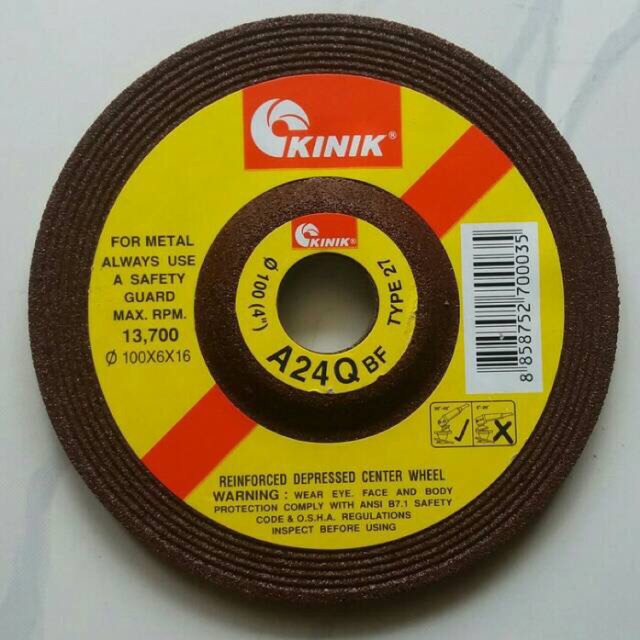 KINIK®
KINIK®
Ø 100 (4") TYPE 27
A24Q BF
FOR METAL
ALWAYS USE
A SAFETY
GUARD
MAX. RPM.
13,700
Ø 100X6X16
8 858752 700035
REINFORCED DEPRESSED CENTER WHEEL
WARNING : WEAR EYE. FACE AND BODY
PROTECTION COMPLY WITH ANSI B7.1 SAFETY
CODE & O.S.HA. REGULATIONS
INSPECT BEFORE USING